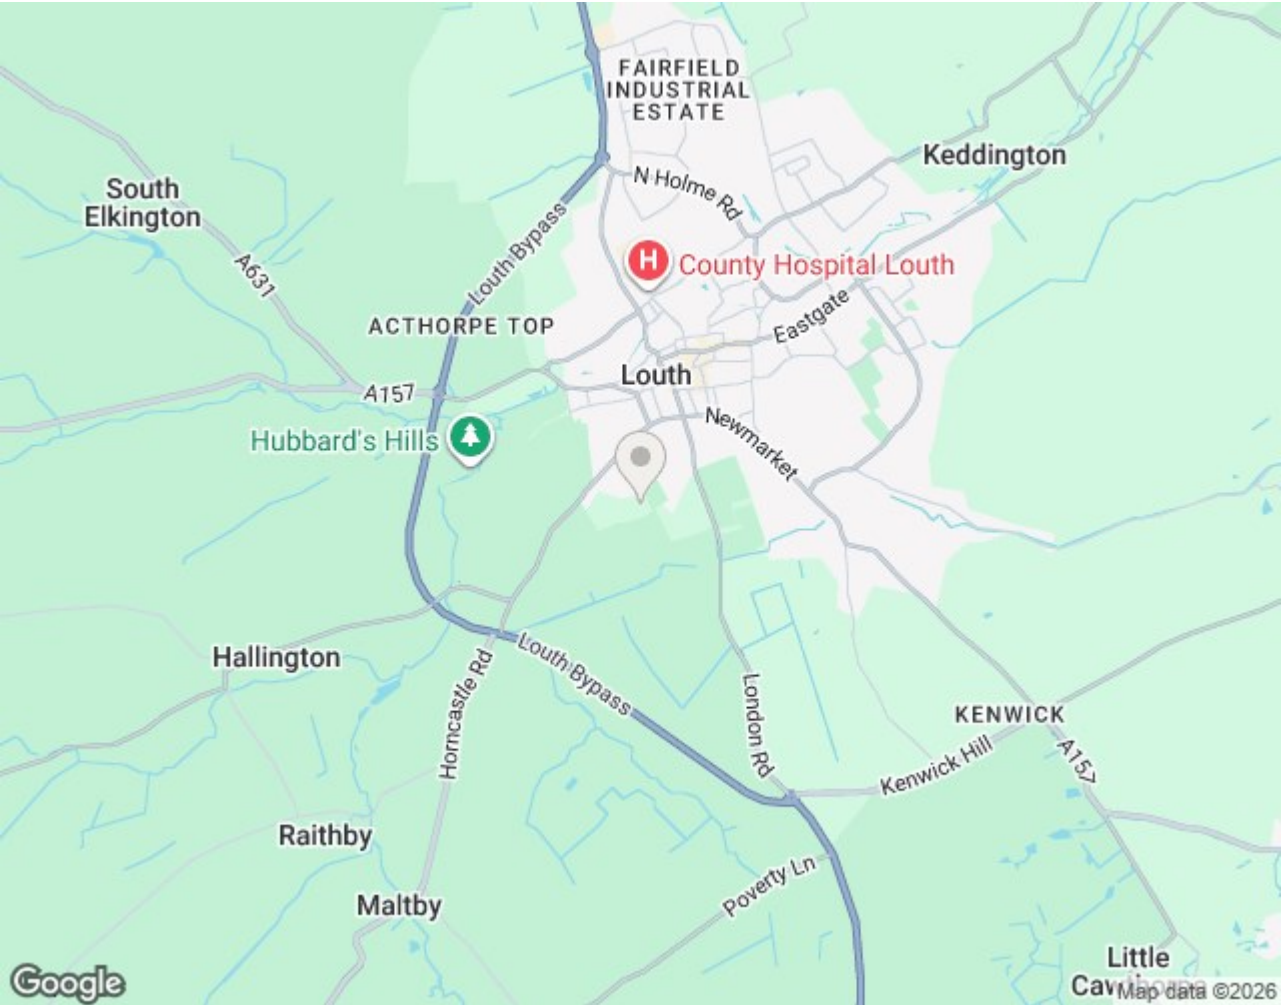 FAIRFIELD
INDUSTRIAL
ESTATE
Keddington
N Holme Rd
South
Elkington
Louth Bypass
A631
H
County Hospital Louth
Eastgate
ACTHORPE TOP
Louth
A157
Newmarket
Hubbard's Hills
Hallington
Louth Bypass
Horncastle Rd
London Rd
KENWICK
A157
Kenwick Hill
Raithby
Poverty Ln
Maltby
Little
Google
Map data ©2026